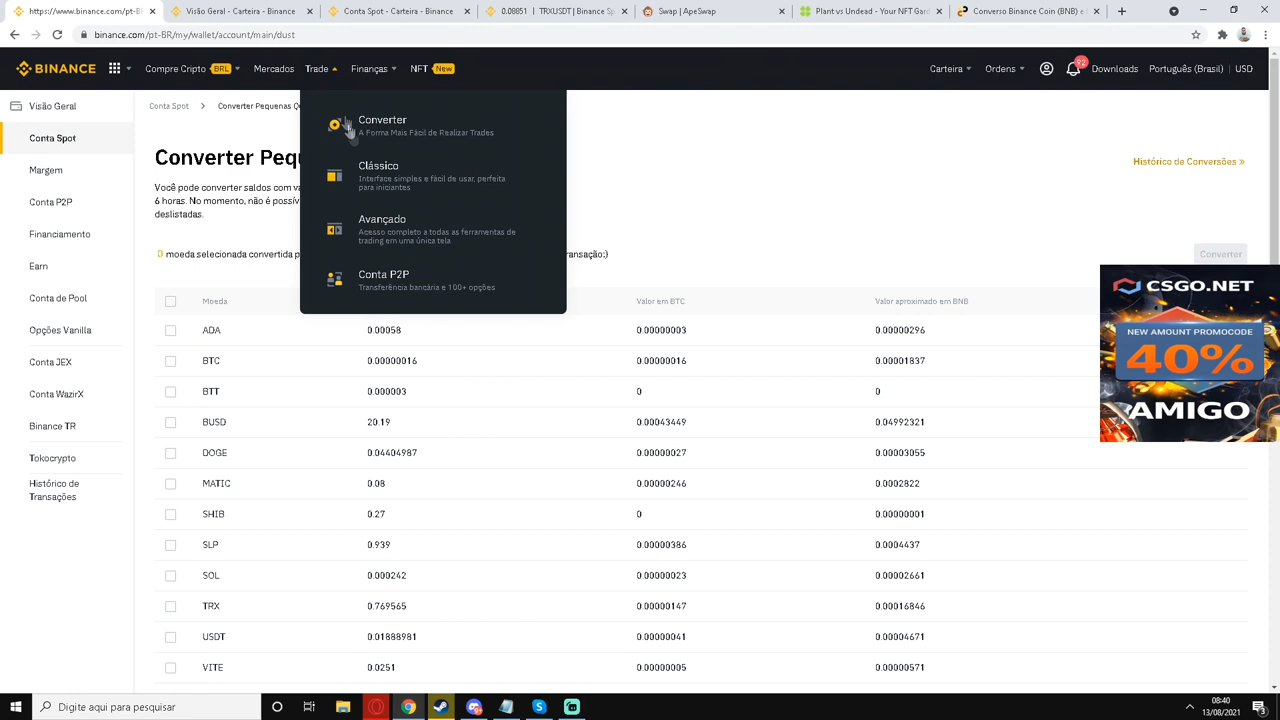 https://www.binance.com/pt-B
Visão Geral - Carteira - Binance
Conta Spot - Carteira - Binance
0.08851 | TRXUSDT | Binance Sp
Swap | ApeSwap
Plant vs Undead - Your NFT Gard
Converso Binance Coin (BNB) e
binance.com/pt-BR/my/wallet/account/main/dust
BINANCE
Compre Cripto BRL
Mercados
Trade
Finanças
NFT New
Carteira
Ordens
92
Downloads
Português (Brasil)
USD
Visão Geral
Conta Spot
Margem
Conta P2P
Financiamento
Earn
Conta de Pool
Opções Vanilla
Conta JEX
Conta WazirX
Binance TR
Tokocrypto
Histórico de
Transações
Conta Spot > Converter Pequenas Q
Converter Pequ
Histórico de Conversões »
Você pode converter saldos com va
6 horas. No momento, não é possív
deslistadas.
0 moeda selecionada convertida p
ransação:)
Converter
Converter
A Forma Mais Fácil de Realizar Trades
Clássico
Interface simples e fácil de usar, perfeita
para iniciantes
Avançado
Acesso completo a todas as ferramentas de
trading em uma única tela
Conta P2P
Transferência bancária e 100+ opções
Moeda Valor em BTC Valor aproximado em BNB
ADA 0.00058 0.00000003 0.00000296
BTC 0.00000016 0.00000016 0.00001837
BTT 0.000003 0 0
BUSD 20.19 0.00043449 0.04992321
DOGE 0.04404987 0.00000027 0.00003055
MATIC 0.08 0.00000246 0.0002822
SHIB 0.27 0 0.00000001
SLP 0.939 0.00000386 0.0004437
SOL 0.000242 0.00000023 0.00002661
TRX 0.769565 0.00000147 0.00016846
USDT 0.01888981 0.00000041 0.00004671
VITE 0.0251 0.00000005 0.00000571
CSGO.NET
NEW AMOUNT PROMOCODE
40%
AMIGO
Digite aqui para pesquisar
08:40
13/08/2021
3